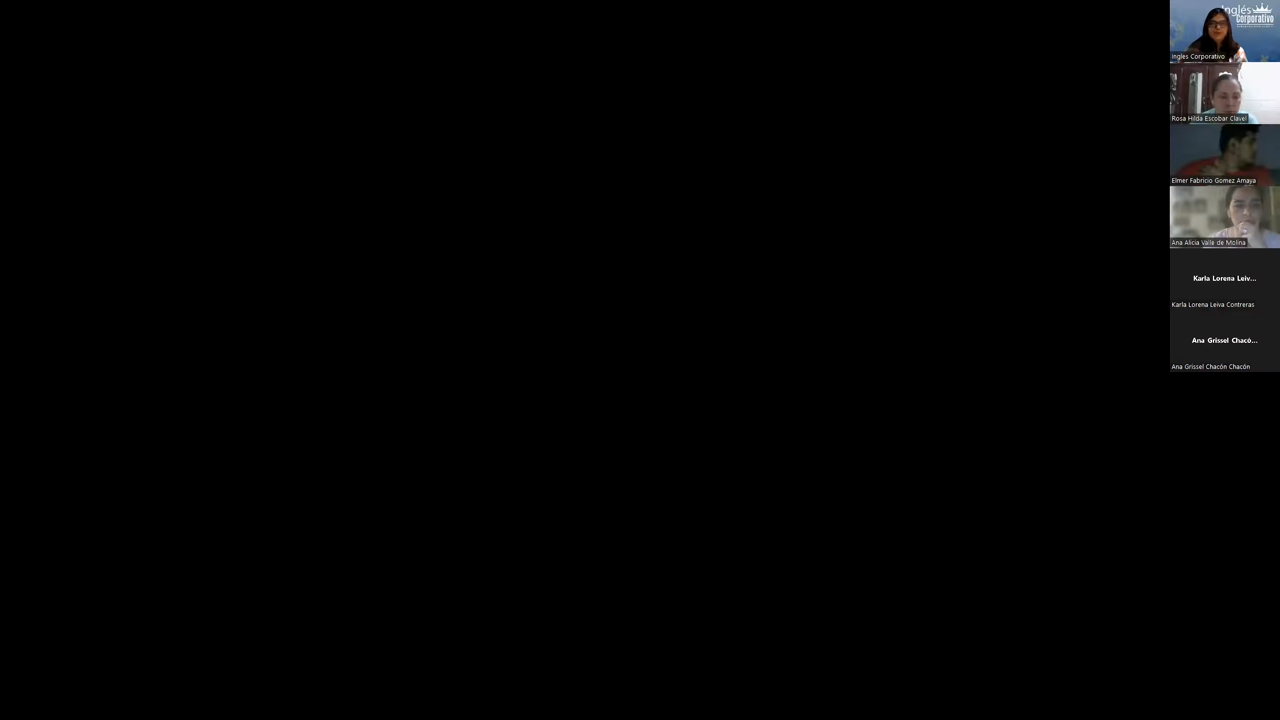 Inglés
Corporativo
Ingles Corporativo
Rosa Hilda Escobar Clavel
Elmer Fabricio Gomez Amaya
Ana Alicia Valle de Molina
Karla Lorena Leiv...
Karla Lorena Leiva Contreras
Ana Grissel Chacó...
Ana Grissel Chacón Chacón